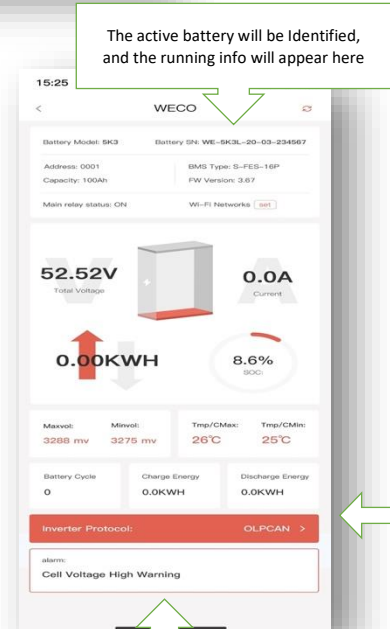 The active battery will be Identified,
and the running info will appear here
15:25
< WECO
Battery Model: 5K3 Battery SN: WE-5K3L-20-03-234567
Address: 0001 BMS Type: S-FES-16P
Capacity: 100Ah FW Version: 3.67
Main relay status: ON Wi-Fi Networks set
V A
52.52V 0.0A
Total Voltage Current
0.00KWH 8.6%
SOC:
Maxvol: Minvol: Tmp/CMax: Tmp/CMin:
3288 mv 3275 mv 26℃ 25℃
Battery Cycle Charge Energy Discharge Energy
0 0.0KWH 0.0KWH
Inverter Protocol: OLPCAN >
alarm:
Cell Voltage High Warning